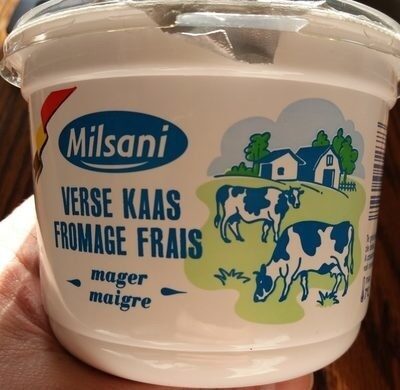 Milsani
VERSE KAAS
FROMAGE FRAIS
mager
maigre